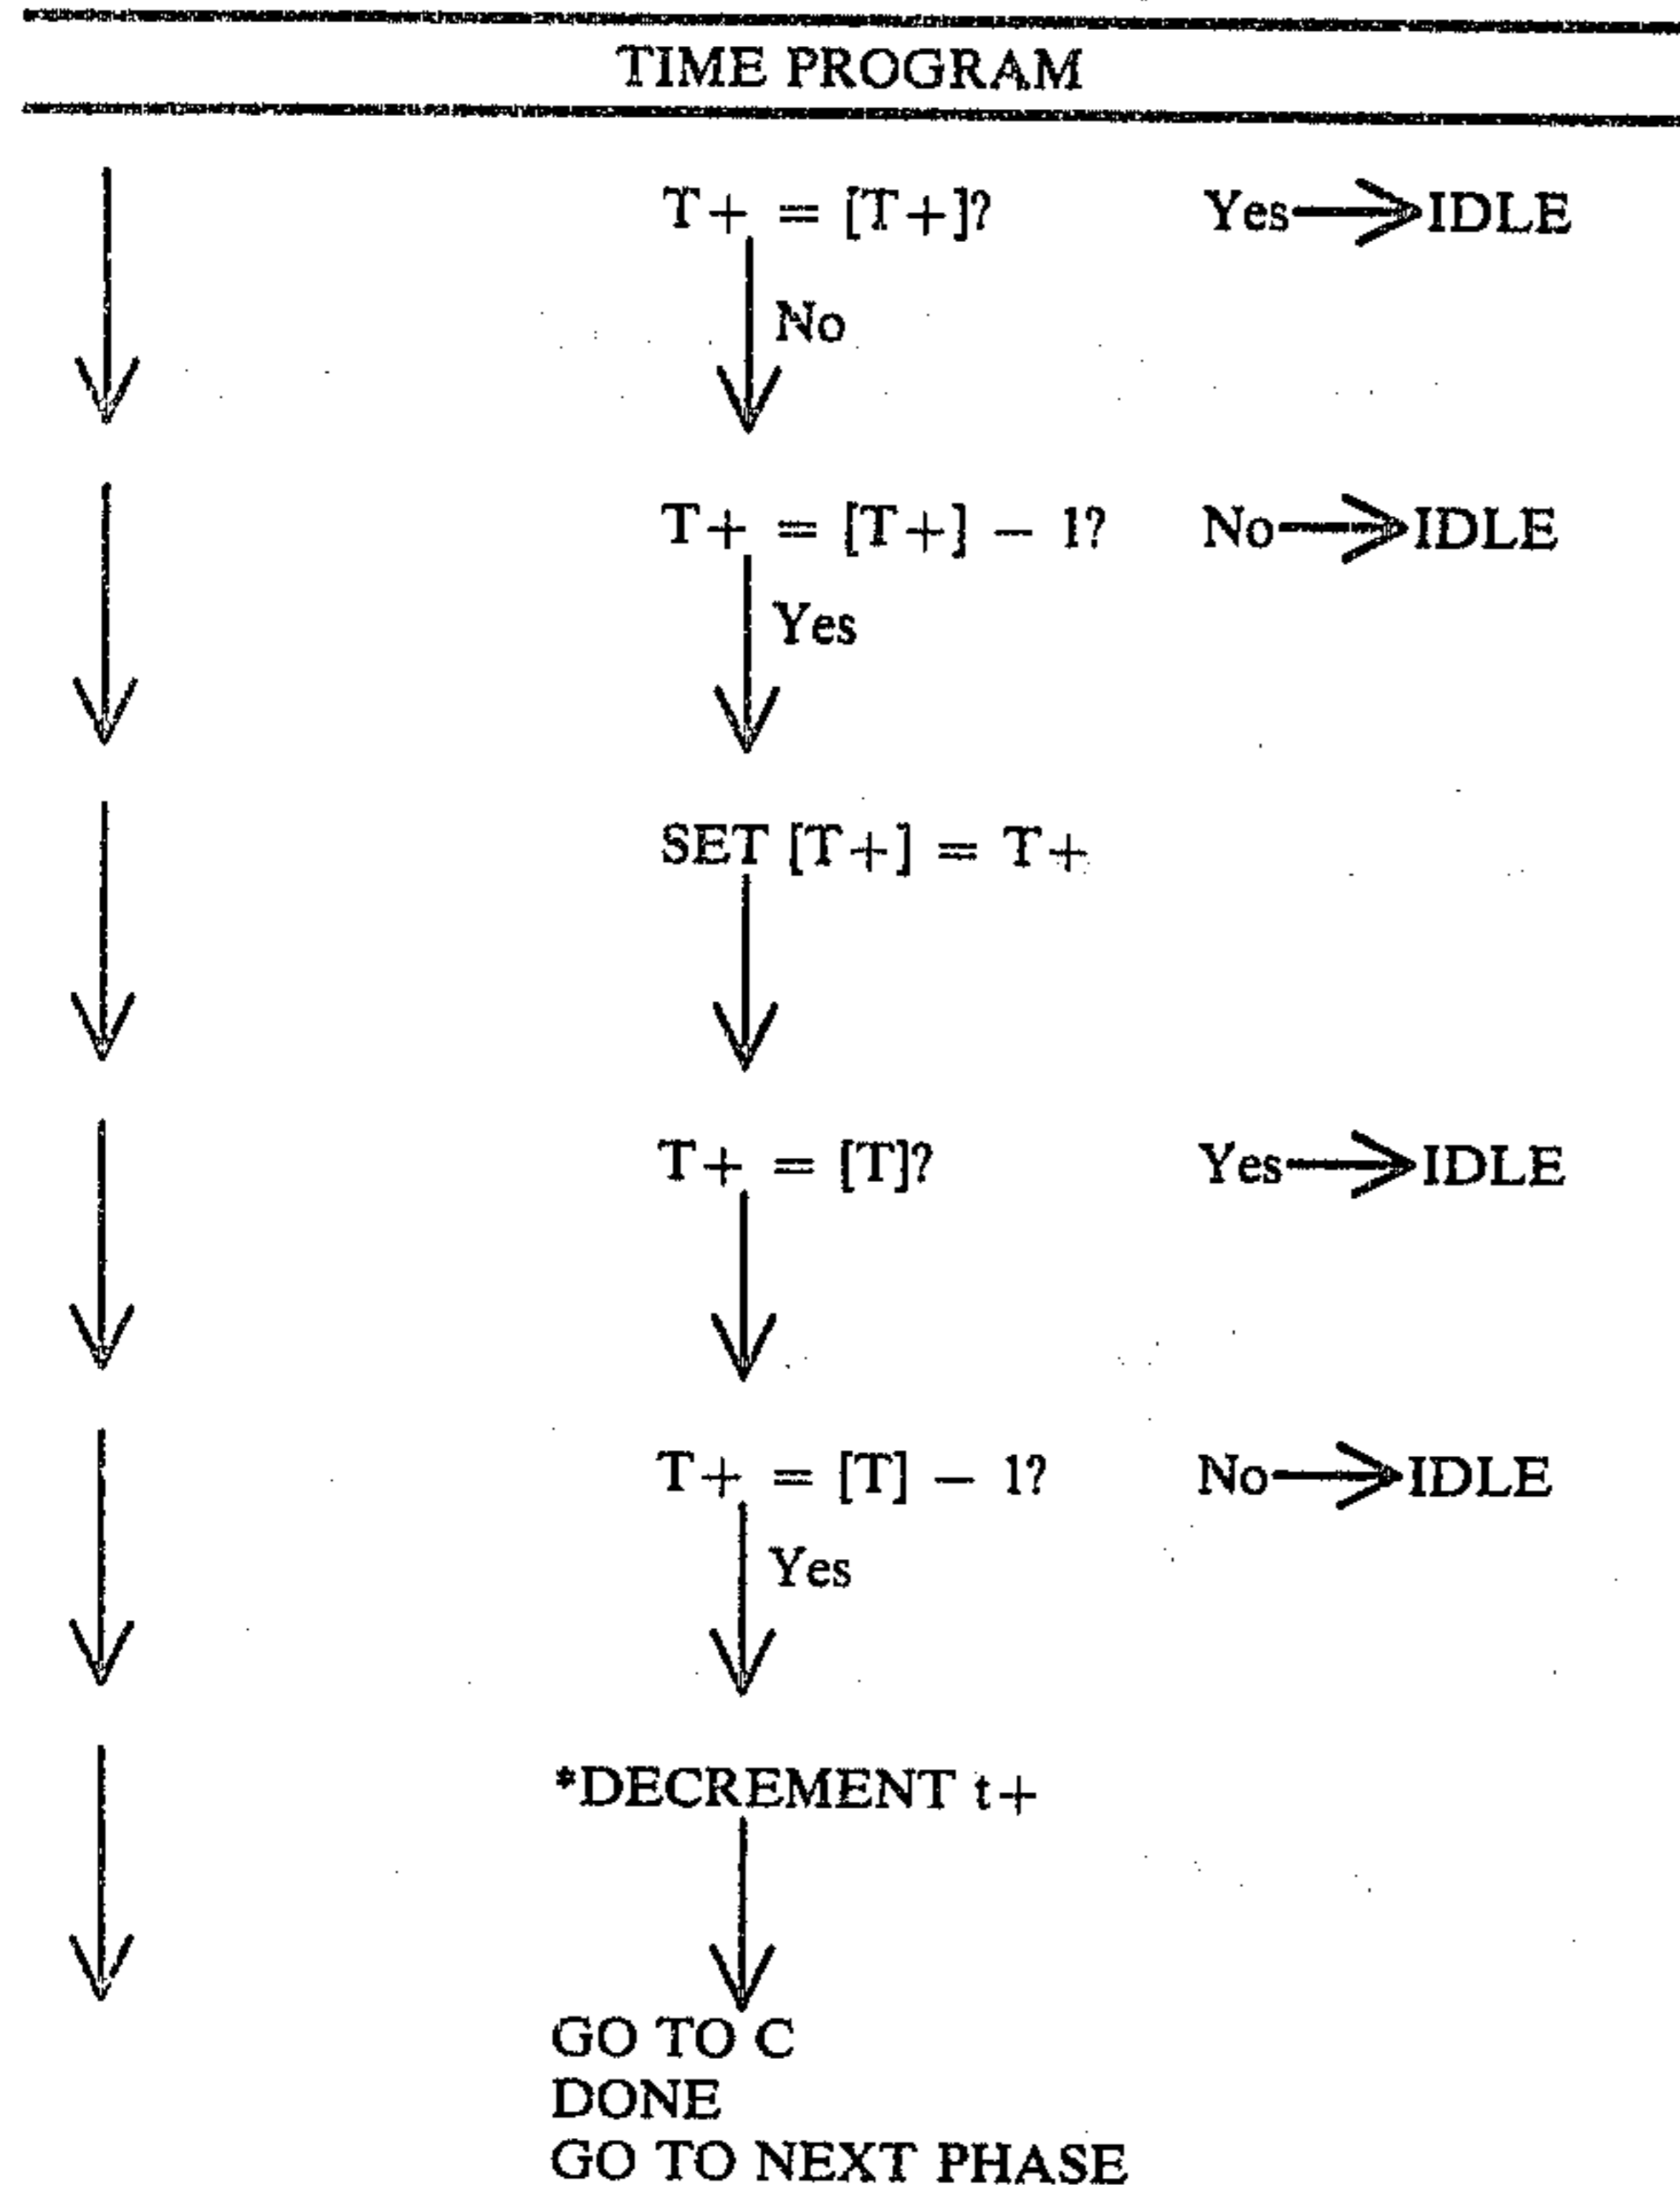 TIME PROGRAM
T+ = [T+]? Yes IDLE
No
T+ = [T+] − 1? No IDLE
Yes
SET [T+] = T+
T+ = [T]? Yes IDLE
T+ = [T] − 1? No IDLE
Yes
*DECREMENT t+
GO TO C
DONE
GO TO NEXT PHASE